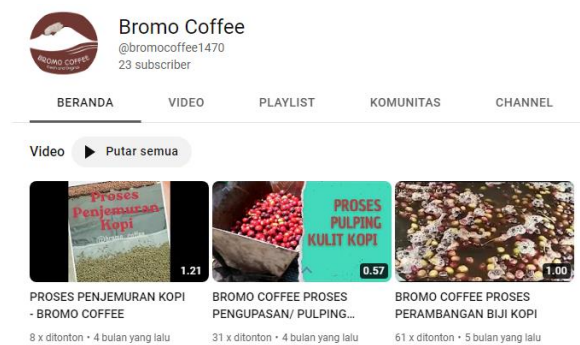 BROMO COFFEE
Bromo Coffee
@bromocoffee1470
23 subscriber
BERANDA VIDEO PLAYLIST KOMUNITAS CHANNEL
Video Putar semua
Proses
Penjemuran
Kopi
1.21
PROSES
PULPING
KULIT KOPI
0.57
1.00
PROSES PENJEMURAN KOPI
- BROMO COFFEE
8 x ditonton • 4 bulan yang lalu
BROMO COFFEE PROSES
PENGUPASAN/ PULPING...
31 x ditonton • 4 bulan yang lalu
BROMO COFFEE PROSES
PERAMBANGAN BIJI KOPI
61 x ditonton • 5 bulan yang lalu